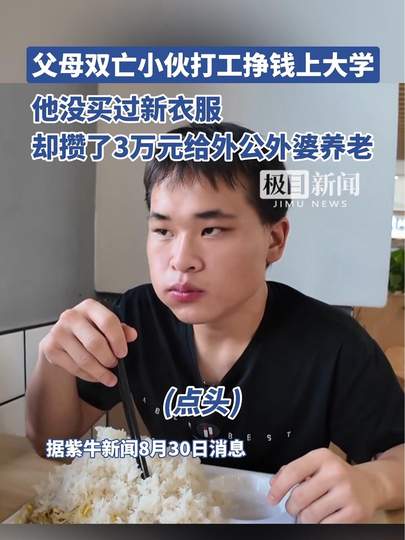 父母双亡小伙打工挣钱上大学
他没买过新衣服
却攒了3万元给外公外婆养老
极目新闻
JIMU NEWS
(点头)
据紫牛新闻8月30日消息